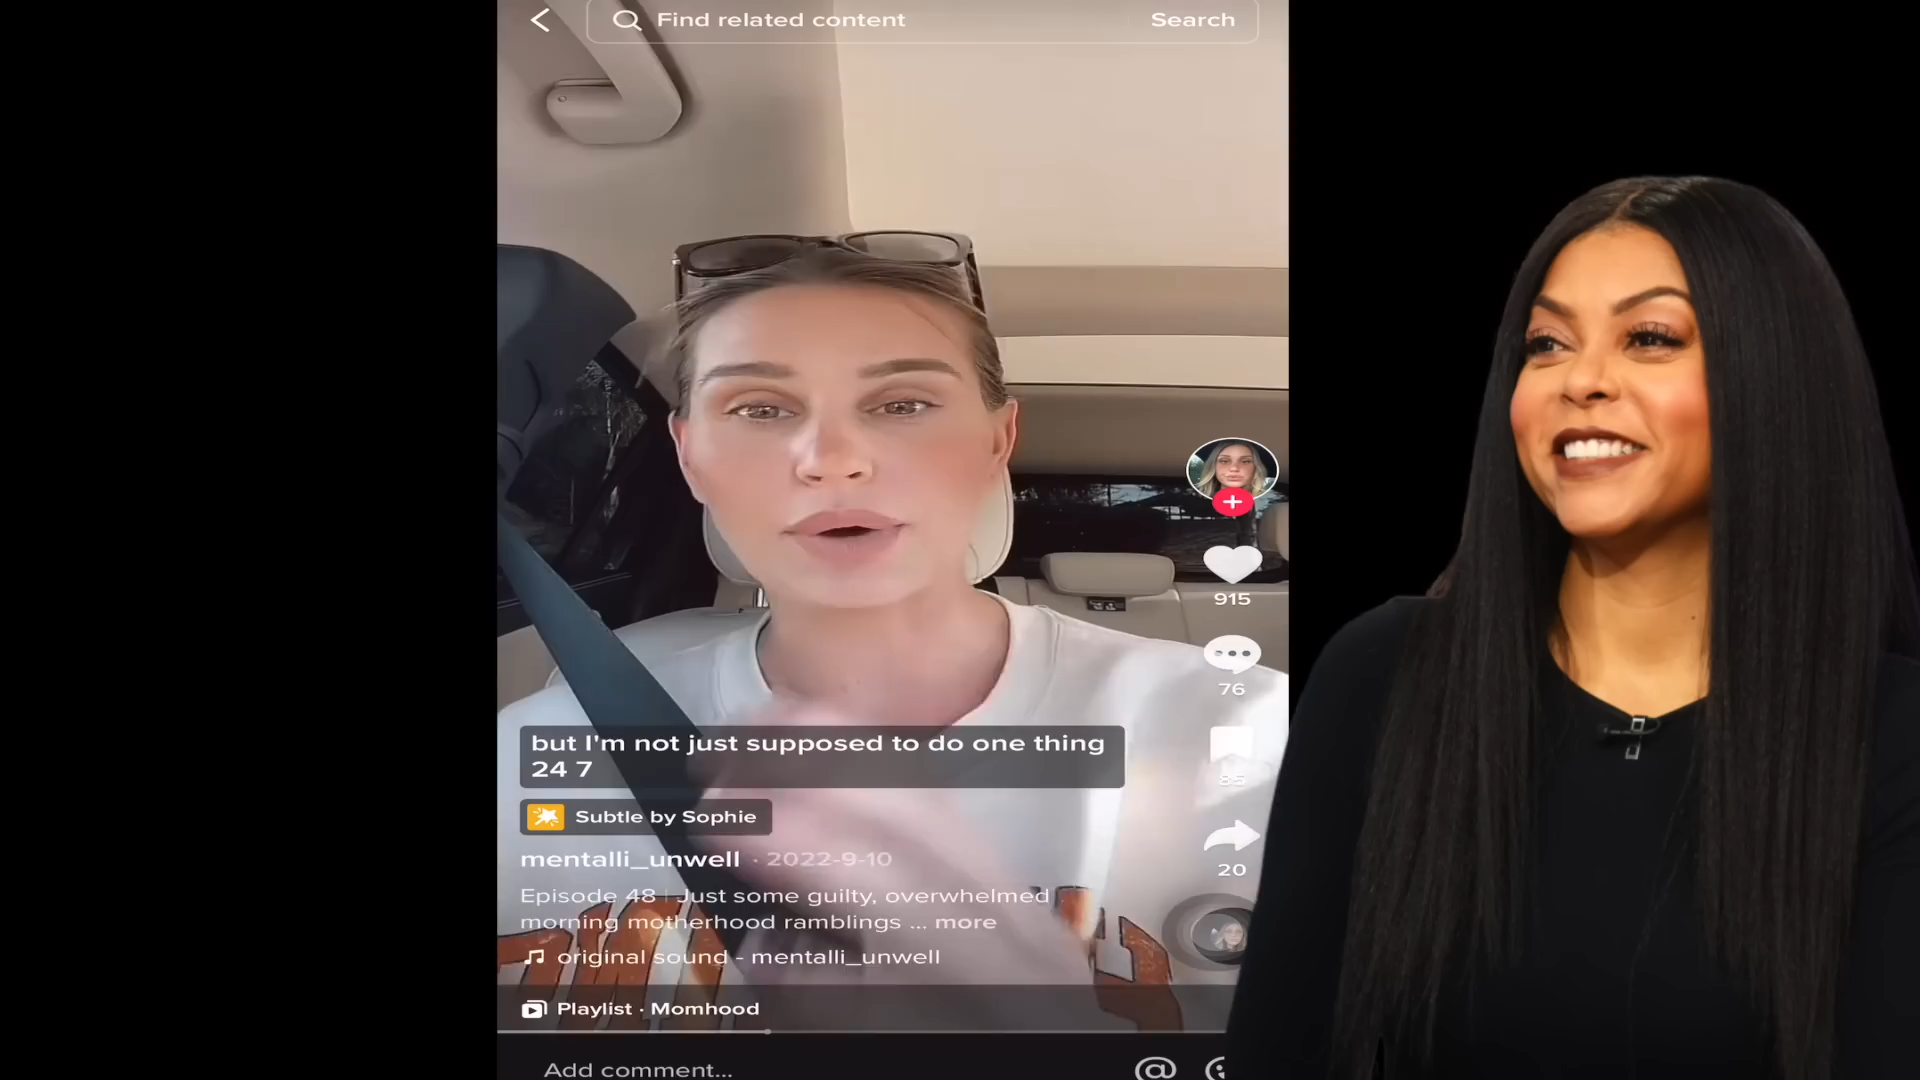 Find related content
Search
915
76
85
20
but I'm not just supposed to do one thing
24 7
Subtle by Sophie
mentalli_unwell · 2022-9-10
Episode 48 | Just some guilty, overwhelmed
morning motherhood ramblings ... more
original sound - mentalli_unwell
Playlist · Momhood
Add comment...
@